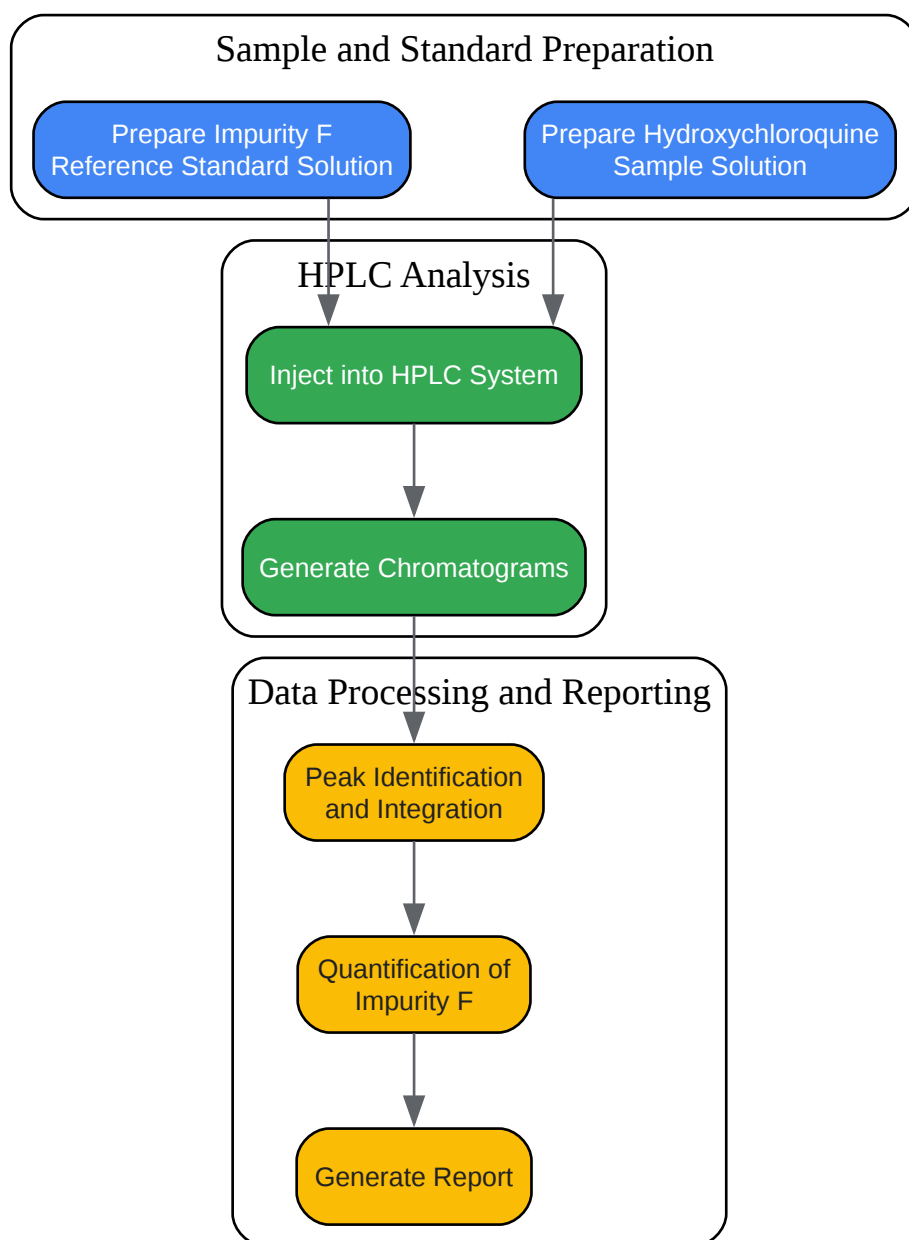 Sample and Standard Preparation
Prepare Impurity F
Reference Standard Solution
Prepare Hydroxychloroquine
Sample Solution
HPLC Analysis
Inject into HPLC System
Generate Chromatograms
Data Processing and Reporting
Peak Identification
and Integration
Quantification of
Impurity F
Generate Report